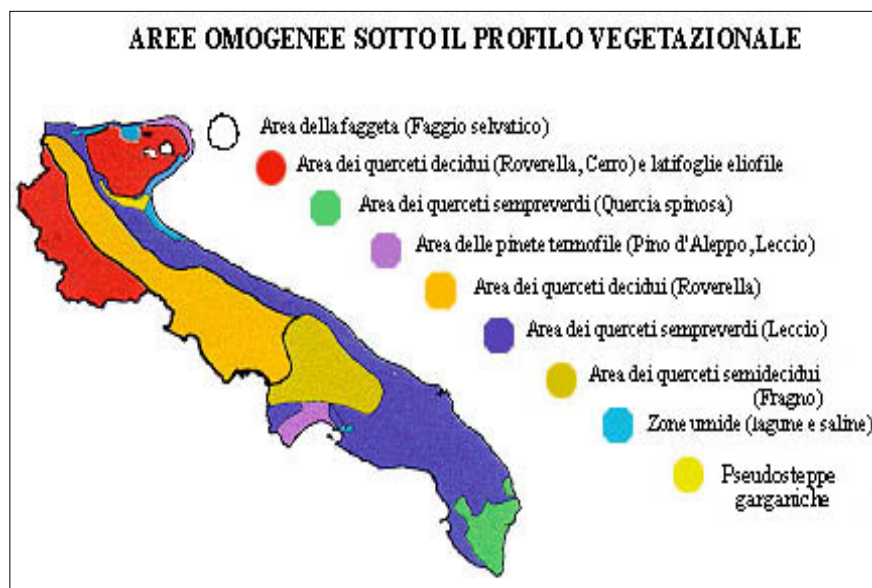 AREE OMOGENEE SOTTO IL PROFILO VEGETAZIONALE
Area della faggeta (Faggio selvatico)
Area dei querceti decidui (Roverella, Cerro) e latifoglie eliofile
Area dei querceti sempreverdi (Quercia spinosa)
Area delle pinete termofile (Pino d'Aleppo, Leccio)
Area dei querceti decidui (Roverella)
Area dei querceti sempreverdi (Leccio)
Area dei querceti semidecidui
(Fragno)
Zone umide (lagune e saline)
Pseudosteppe
garganiche